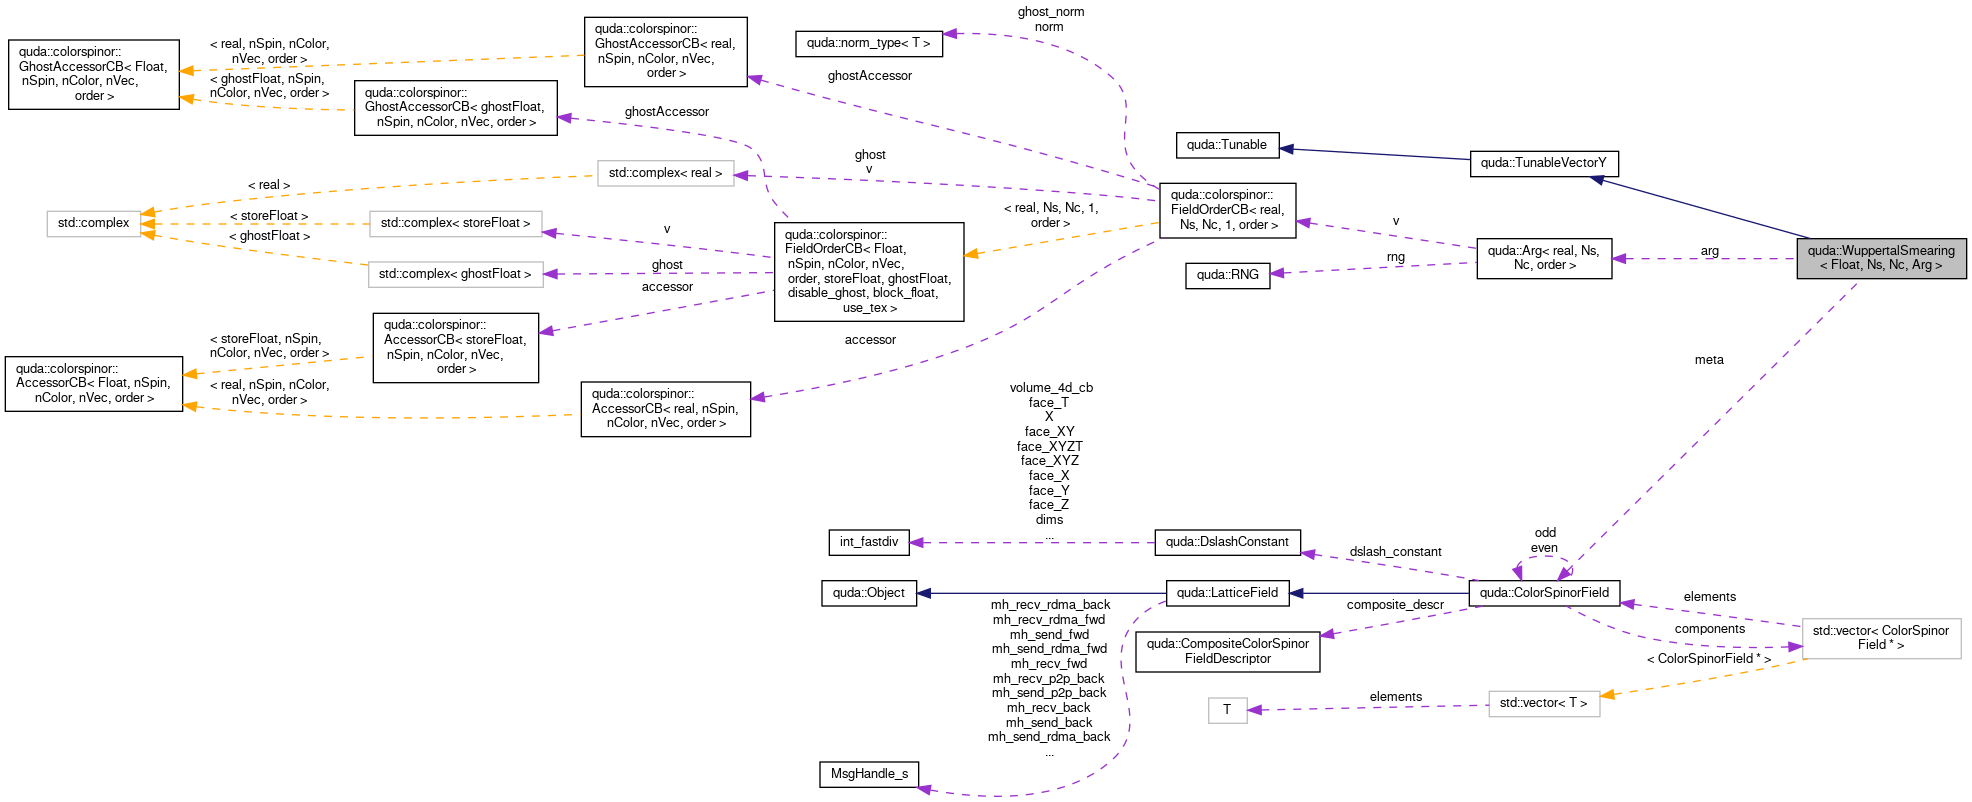 quda::colorspinor::
GhostAccessorCB< Float,
nSpin, nColor, nVec,
order >
< real, nSpin, nColor,
nVec, order >
< ghostFloat, nSpin,
nColor, nVec, order >
quda::colorspinor::
GhostAccessorCB< real,
nSpin, nColor, nVec,
order >
quda::colorspinor::
GhostAccessorCB< ghostFloat,
nSpin, nColor, nVec, order >
quda::norm_type< T >
ghost_norm
norm
ghostAccessor
ghostAccessor
std::complex
< real >
< storeFloat >
< ghostFloat >
std::complex< real >
std::complex< storeFloat >
std::complex< ghostFloat >
ghost
v
v
ghost
accessor
quda::colorspinor::
FieldOrderCB< Float,
nSpin, nColor, nVec,
order, storeFloat, ghostFloat,
disable_ghost, block_float,
use_tex >
< real, Ns, Nc, 1,
order >
quda::colorspinor::
FieldOrderCB< real,
Ns, Nc, 1, order >
quda::Tunable
quda::TunableVectorY
quda::RNG
v
rng
quda::Arg< real, Ns,
Nc, order >
arg
quda::WuppertalSmearing
< Float, Ns, Nc, Arg >
quda::colorspinor::
AccessorCB< Float, nSpin,
nColor, nVec, order >
< storeFloat, nSpin,
nColor, nVec, order >
< real, nSpin, nColor,
nVec, order >
quda::colorspinor::
AccessorCB< storeFloat,
nSpin, nColor, nVec,
order >
quda::colorspinor::
AccessorCB< real, nSpin,
nColor, nVec, order >
accessor
meta
volume_4d_cb
face_T
X
face_XY
face_XYZT
face_XYZ
face_X
face_Y
face_Z
dims
...
int_fastdiv
quda::DslashConstant
dslash_constant
odd
even
quda::Object
quda::LatticeField
quda::ColorSpinorField
composite_descr
quda::CompositeColorSpinor
FieldDescriptor
elements
components
std::vector< ColorSpinor
Field * >
< ColorSpinorField * >
std::vector< T >
elements
T
mh_recv_rdma_back
mh_recv_rdma_fwd
mh_send_fwd
mh_send_rdma_fwd
mh_recv_fwd
mh_recv_p2p_back
mh_send_p2p_back
mh_recv_back
mh_send_back
mh_send_rdma_back
...
MsgHandle_s